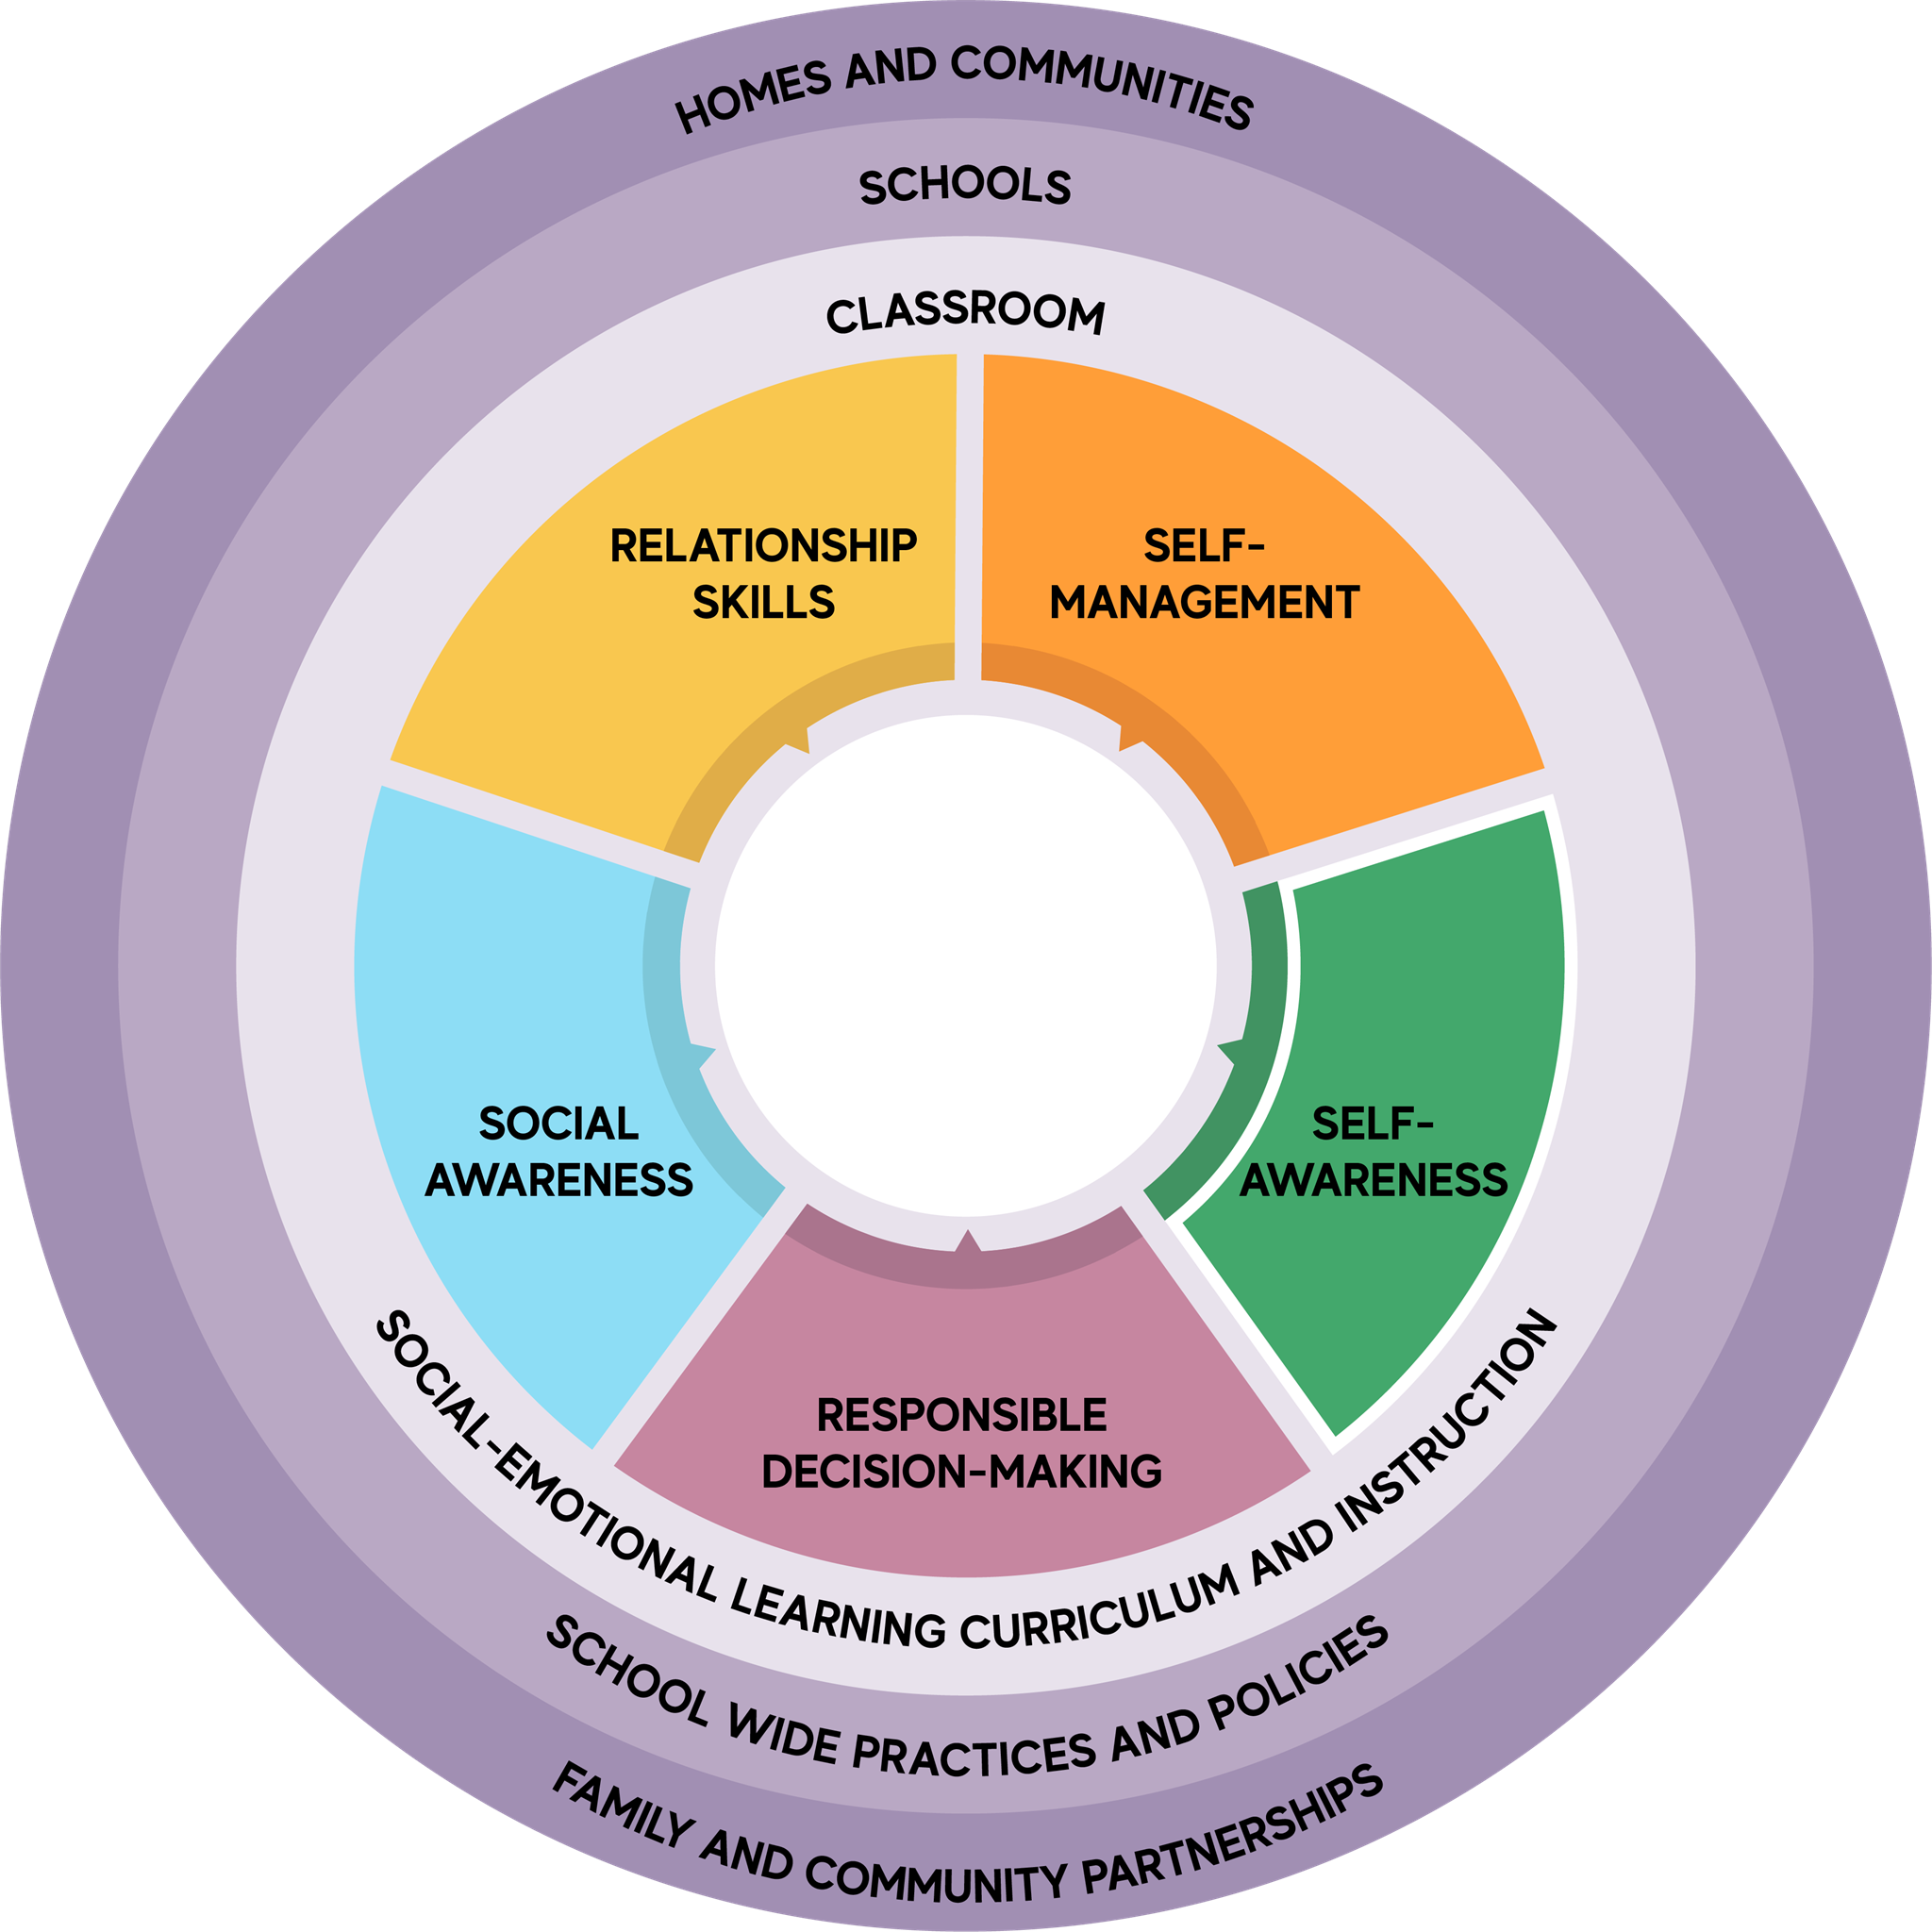 HOMES AND COMMUNITIES
SCHOOLS
CLASSROOM
RELATIONSHIP
SKILLS
SELF-
MANAGEMENT
SOCIAL
AWARENESS
SELF-
AWARENESS
RESPONSIBLE
DECISION-MAKING
SOCIAL-EMOTIONAL LEARNING CURRICULUM AND INSTRUCTION
SCHOOL WIDE PRACTICES AND POLICIES
FAMILY AND COMMUNITY PARTNERSHIPS